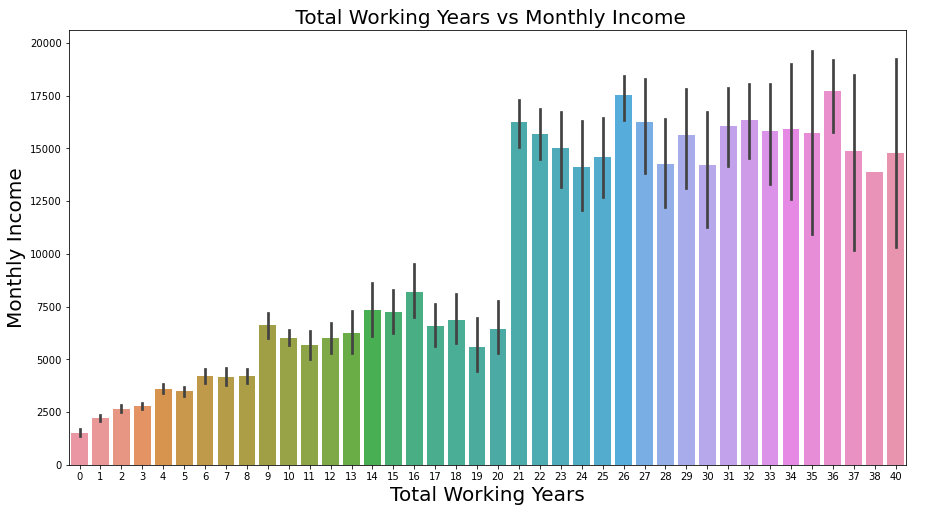 Total Working Years vs Monthly Income
20000
17500
15000
12500
10000
7500
5000
2500
0
Monthly Income
0 1 2 3 4 5 6 7 8 9 10 11 12 13 14 15 16 17 18 19 20 21 22 23 24 25 26 27 28 29 30 31 32 33 34 35 36 37 38 40
Total Working Years